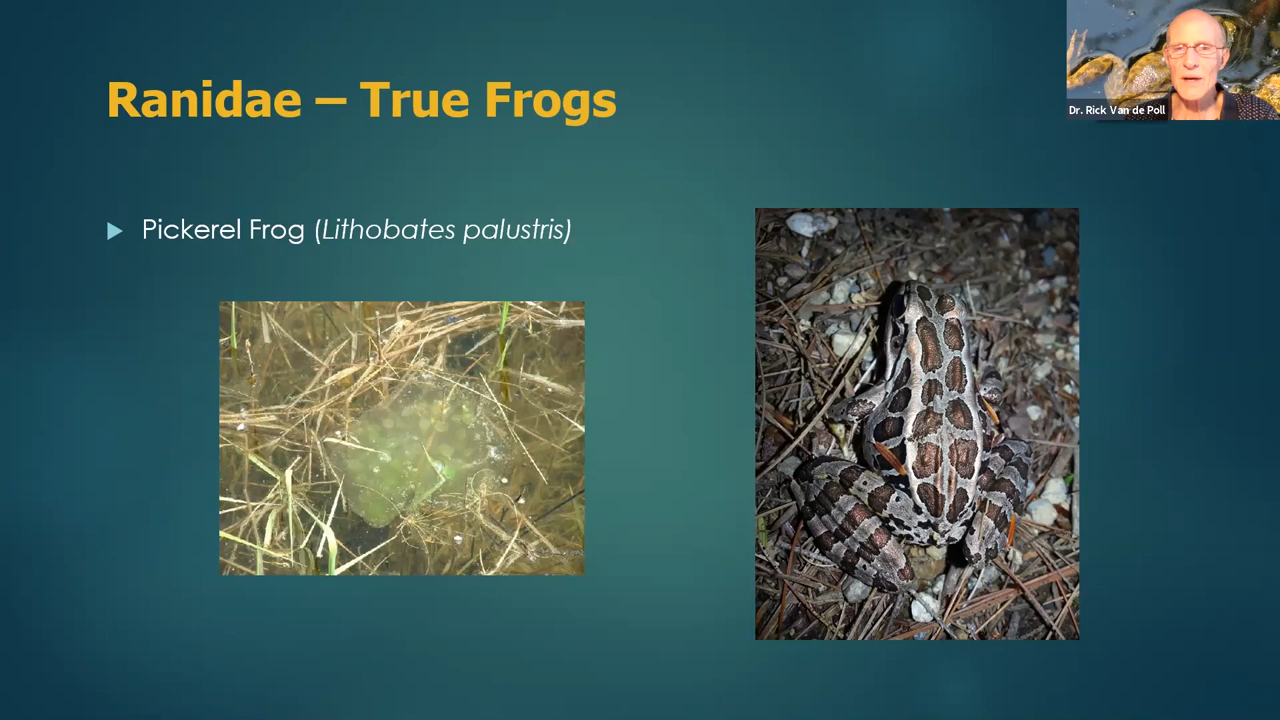 Ranidae – True Frogs
Dr. Rick Van de Poll
Pickerel Frog (Lithobates palustris)